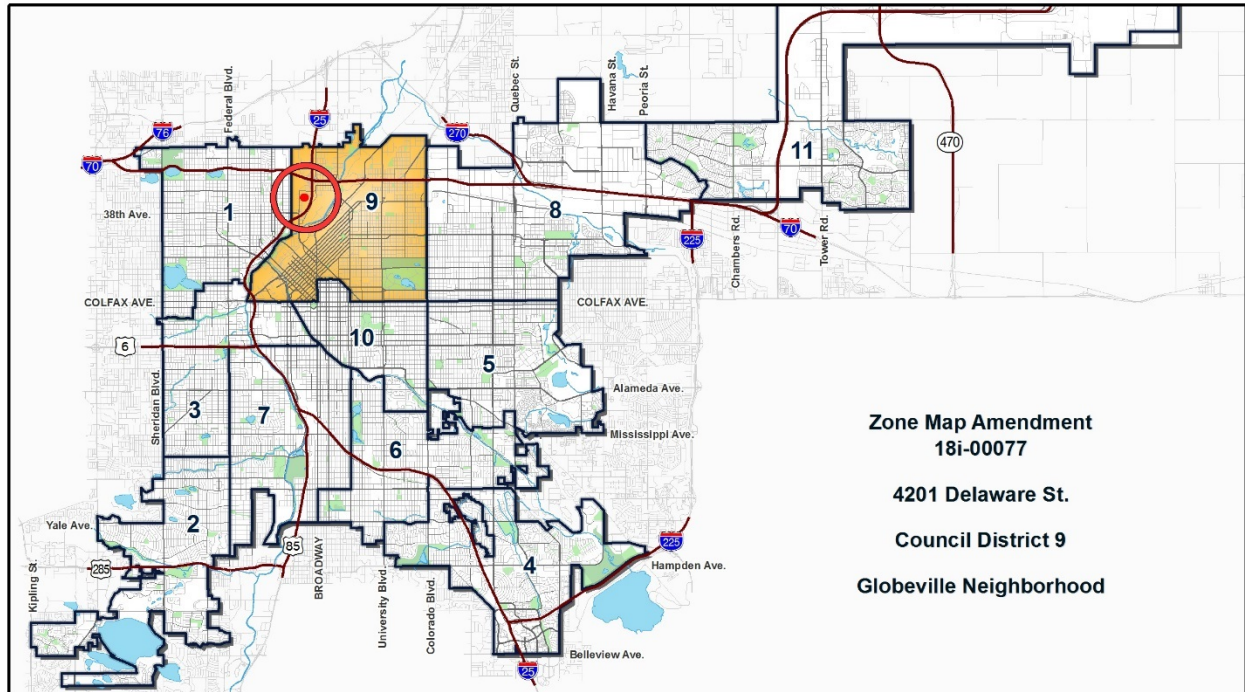 Federal Blvd.
Quebec St.
Havana St.
Peoria St.
76
25
270
70
470
11
9
1
8
38th Ave.
225
Chambers Rd.
70
Tower Rd.
COLFAX AVE.
COLFAX AVE.
10
6
5
Sheridan Blvd.
Alameda Ave.
3
7
Mississippi Ave.
6
Zone Map Amendment
18i-00077
4201 Delaware St.
Council District 9
Globeville Neighborhood
Yale Ave.
2
85
BROADWAY
University Blvd.
Colorado Blvd.
4
225
Hampden Ave.
285
Kipling St.
Belleview Ave.
25